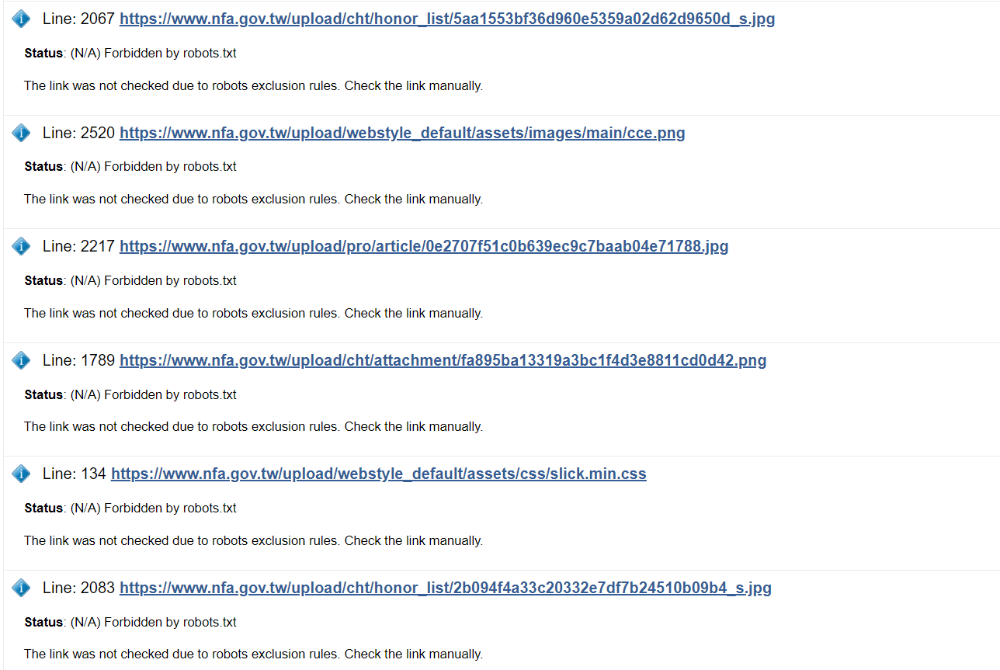 Line: 2067 https://www.nfa.gov.tw/upload/cht/honor_list/5aa1553bf36d960e5359a02d62d9650d_s.jpg
Status: (N/A) Forbidden by robots.txt
The link was not checked due to robots exclusion rules. Check the link manually.
Line: 2520 https://www.nfa.gov.tw/upload/webstyle_default/assets/images/main/cce.png
Status: (N/A) Forbidden by robots.txt
The link was not checked due to robots exclusion rules. Check the link manually.
Line: 2217 https://www.nfa.gov.tw/upload/pro/article/0e2707f51c0b639ec9c7baab04e71788.jpg
Status: (N/A) Forbidden by robots.txt
The link was not checked due to robots exclusion rules. Check the link manually.
Line: 1789 https://www.nfa.gov.tw/upload/cht/attachment/fa895ba13319a3bc1f4d3e8811cd0d42.png
Status: (N/A) Forbidden by robots.txt
The link was not checked due to robots exclusion rules. Check the link manually.
Line: 134 https://www.nfa.gov.tw/upload/webstyle_default/assets/css/slick.min.css
Status: (N/A) Forbidden by robots.txt
The link was not checked due to robots exclusion rules. Check the link manually.
Line: 2083 https://www.nfa.gov.tw/upload/cht/honor_list/2b094f4a33c20332e7df7b24510b09b4_s.jpg
Status: (N/A) Forbidden by robots.txt
The link was not checked due to robots exclusion rules. Check the link manually.